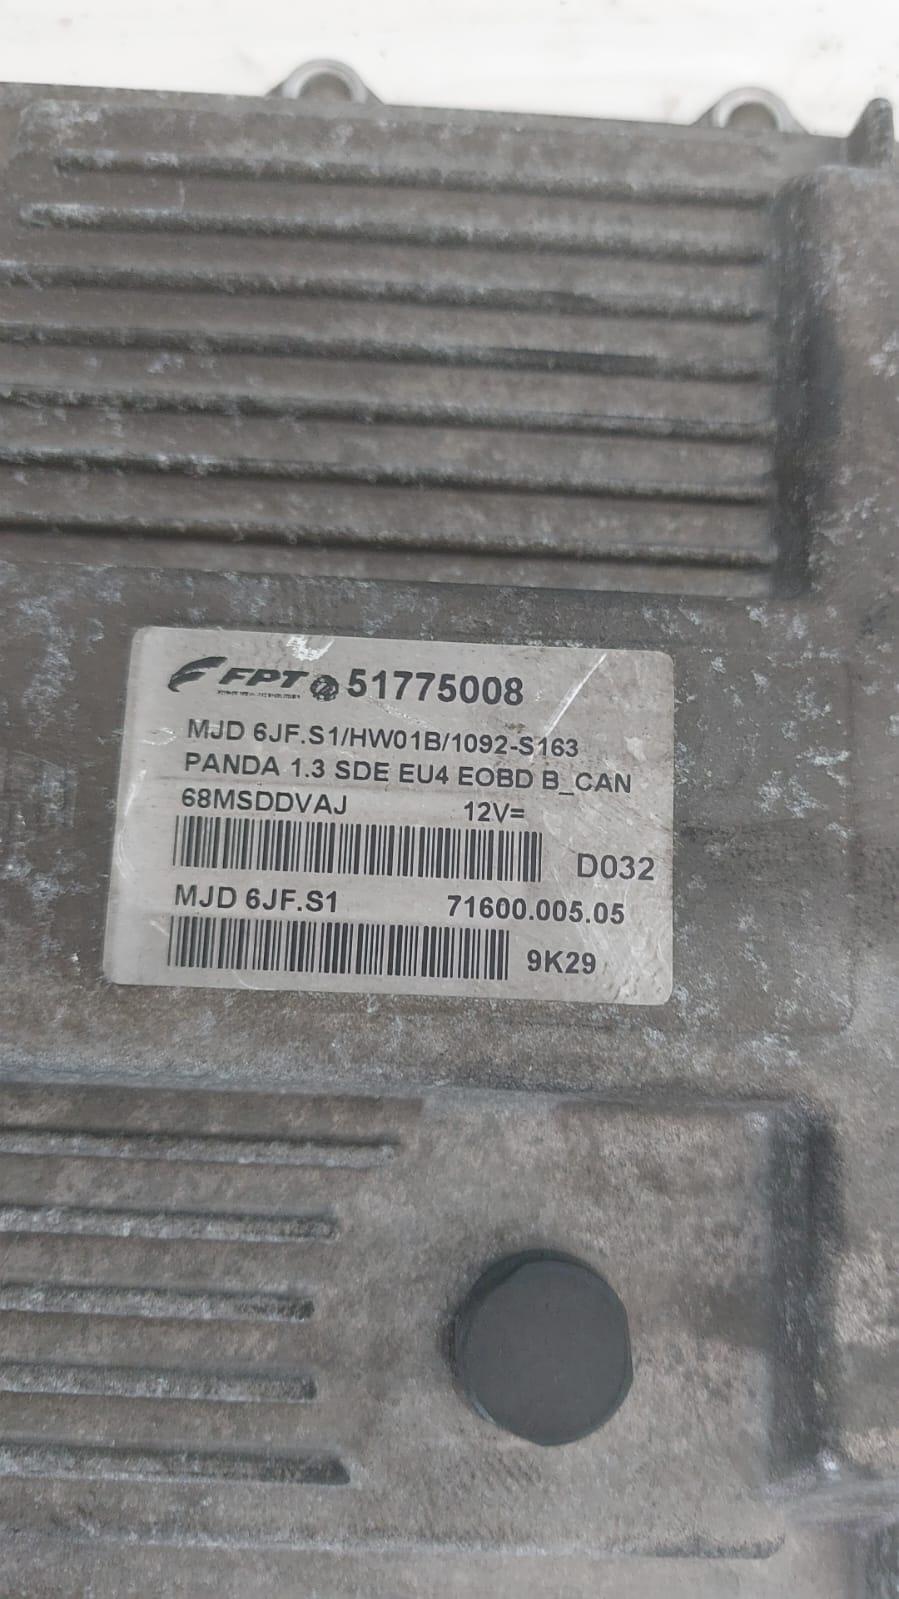 FPT 51775008
MJD 6JF.S1/HW01B/1092-S163
PANDA 1.3 SDE EU4 EOBD B_CAN
68MSDDVAJ 12V=
D032
MJD 6JF.S1 71600.005.05
9K29